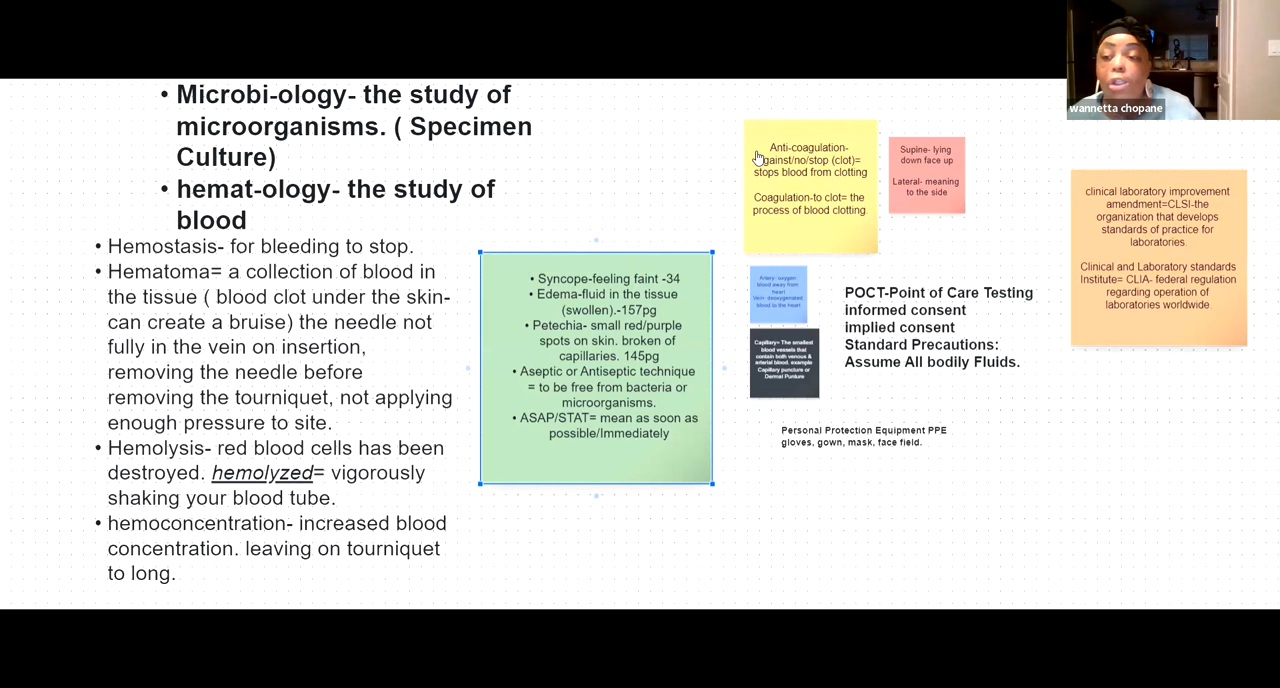 • Microbi-ology- the study of
microorganisms. ( Specimen
Culture)
• hemat-ology- the study of
blood
• Hemostasis- for bleeding to stop.
• Hematoma= a collection of blood in
the tissue ( blood clot under the skin-
can create a bruise) the needle not
fully in the vein on insertion,
removing the needle before
removing the tourniquet, not applying
enough pressure to site.
• Hemolysis- red blood cells has been
destroyed. hemolyzed= vigorously
shaking your blood tube.
• hemoconcentration- increased blood
concentration. leaving on tourniquet
to long.
• Syncope-feeling faint -34
• Edema-fluid in the tissue
(swollen).-157pg
• Petechia- small red/purple
spots on skin. broken of
capillaries. 145pg
• Aseptic or Antiseptic technique
= to be free from bacteria or
microorganisms.
• ASAP/STAT= mean as soon as
possible/Immediately
Anti-coagulation-
against/no/stop (clot)=
stops blood from clotting
Coagulation-to clot= the
process of blood clotting.
Supine- lying
down face up
Lateral- meaning
to the side
Artery- oxygen
blood away from
heart
Vein- deoxygenated
blood to the heart
Capillary= The smallest
blood vessels that
contain both venous &
arterial blood. example
Capillary puncture or
Dermal Punture
POCT-Point of Care Testing
informed consent
implied consent
Standard Precautions:
Assume All bodily Fluids.
Personal Protection Equipment PPE
gloves, gown, mask, face field.
clinical laboratory improvement
amendment=CLSI-the
organization that develops
standards of practice for
laboratories.
Clinical and Laboratory standards
Institute= CLIA- federal regulation
regarding operation of
laboratories worldwide.
wannetta chopane